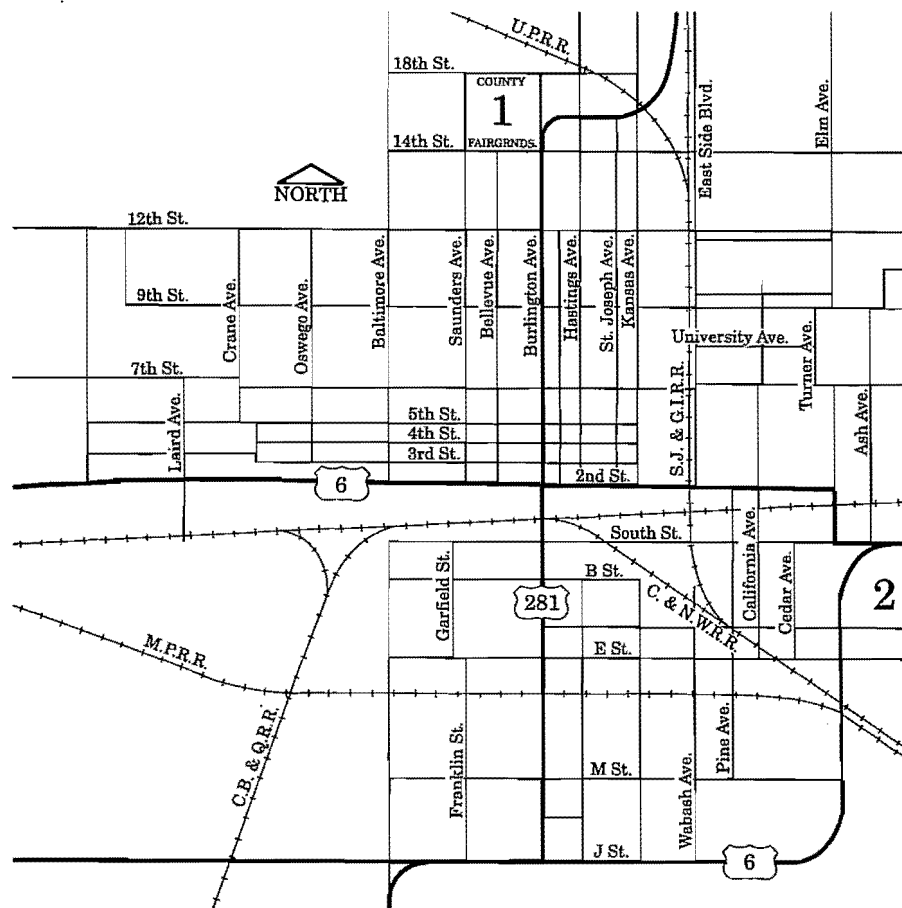 U.P.R.R.
18th St.
COUNTY
1
FAIRGRNDS.
14th St.
East Side Blvd.
Elm Ave.
NORTH
12th St.
9th St.
Crane Ave.
Oswego Ave.
Baltimore Ave.
Saunders Ave.
Bellevue Ave.
Burlington Ave.
Hastings Ave.
St. Joseph Ave.
Kansas Ave.
University Ave.
Turner Ave.
7th St.
S.J. & G.I.R.R.
Ash Ave.
Laird Ave.
5th St.
4th St.
3rd St.
2nd St.
6
South St.
California Ave.
Cedar Ave.
Garfield St.
B St.
281
C. & N.W.R.R.
2
E St.
M.P.R.R.
C.B. & Q.R.R.
Franklin St.
M St.
Wabash Ave.
Pine Ave.
J St.
6